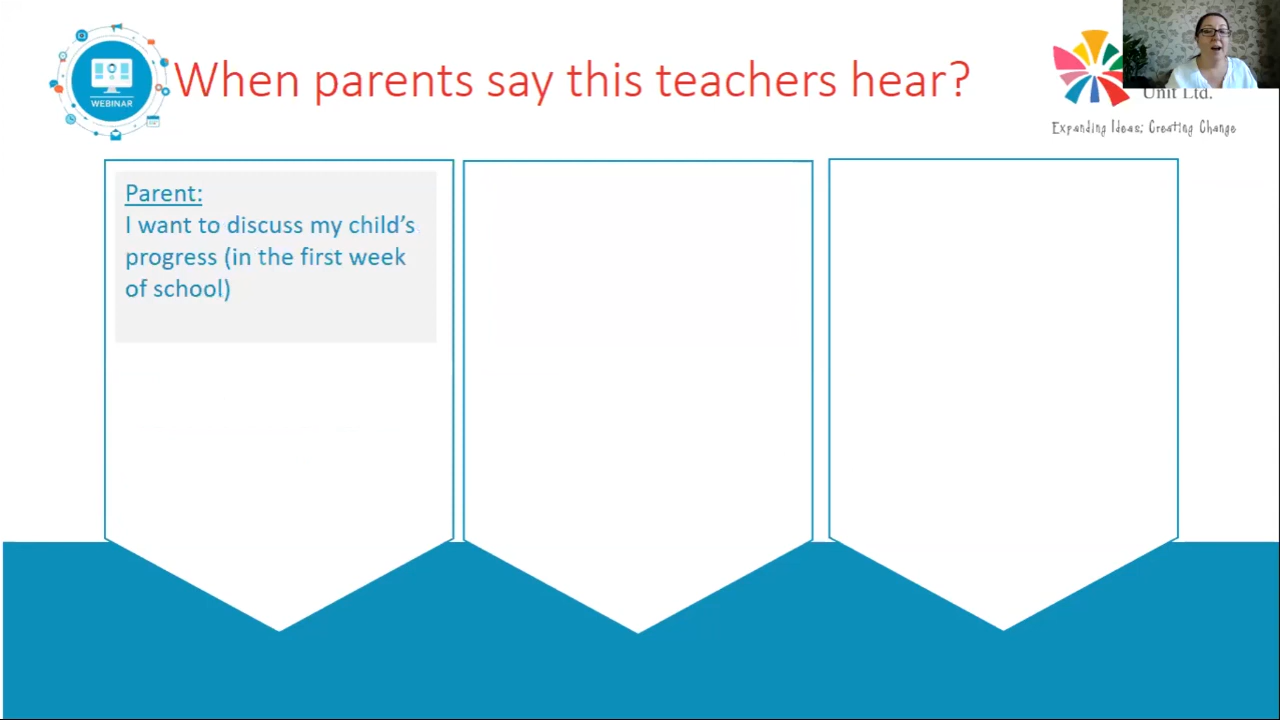 When parents say this teachers hear?
WEBINAR
Unit Ltd.
Expanding Ideas; Creating Change
Parent:
I want to discuss my child’s
progress (in the first week
of school)